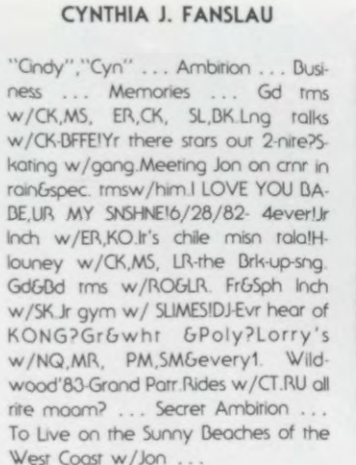 CYNTHIA J. FANSLAU
"Cindy","Cyn" ... Ambition ... Busi-
ness ... Memories ... Gd tms
w/CK,MS, ER,CK, SL,BK.Lng talks
w/CK-BFFE!Yr there stars out 2-nite?S-
kating w/gang.Meeting Jon on crnr in
rain&spec. tmsw/him.I LOVE YOU BA-
BE,UR MY SNSHNE!6/28/82- 4ever!Jr
lnch w/ER,KO.It's chile misn tala!H-
louney w/CK,MS, LR-the Brk-up-sng.
Gd&Bd tms w/RO&LR. Fr&Sph lnch
w/SK.Jr gym w/ SLIMES!DJ-Evr hear of
KONG?Gr&wht &Poly?Lorry's
w/NQ,MR, PM,SM&every1. Wild-
wood'83-Grand Parr.Rides w/CT.RU all
rite maam? ... Secret Ambition ...
To Live on the Sunny Beaches of the
West Coast w/Jon ...